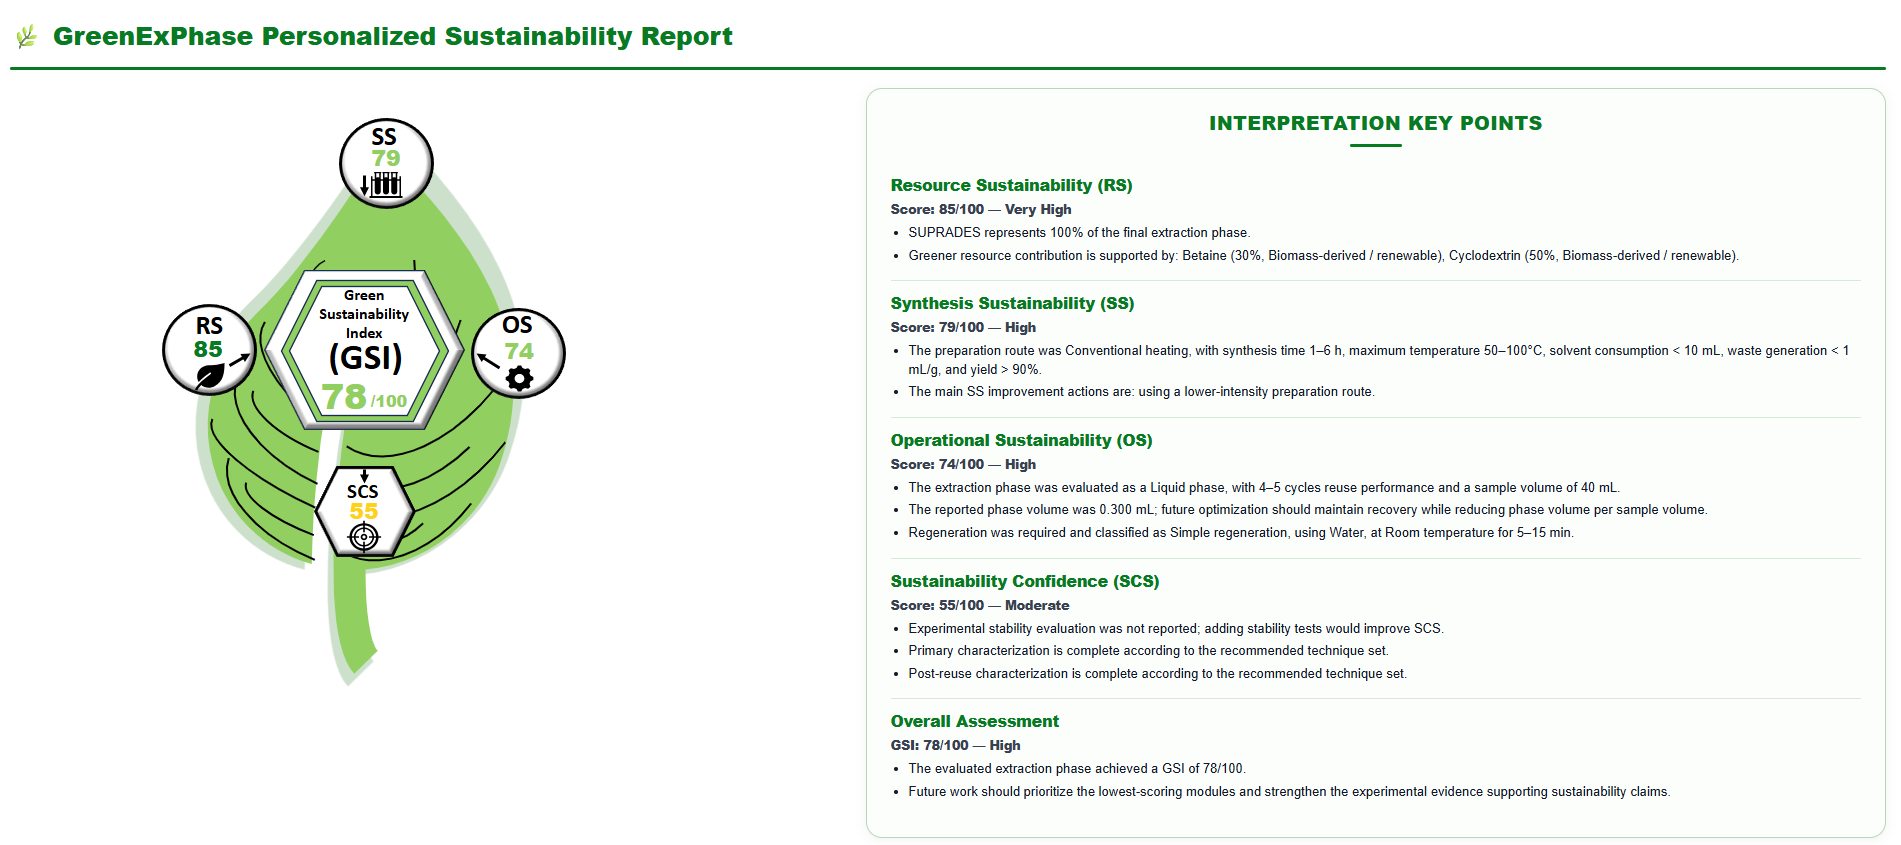 GreenExPhase Personalized Sustainability Report
SS
79
RS
85
Green
Sustainability
Index
(GSI)
78 /100
OS
74
SCS
55
INTERPRETATION KEY POINTS
Resource Sustainability (RS)
Score: 85/100 — Very High
• SUPRADES represents 100% of the final extraction phase.
• Greener resource contribution is supported by: Betaine (30%, Biomass-derived / renewable), Cyclodextrin (50%, Biomass-derived / renewable).
Synthesis Sustainability (SS)
Score: 79/100 — High
• The preparation route was Conventional heating, with synthesis time 1–6 h, maximum temperature 50–100°C, solvent consumption < 10 mL, waste generation < 1
mL/g, and yield > 90%.
• The main SS improvement actions are: using a lower-intensity preparation route.
Operational Sustainability (OS)
Score: 74/100 — High
• The extraction phase was evaluated as a Liquid phase, with 4–5 cycles reuse performance and a sample volume of 40 mL.
• The reported phase volume was 0.300 mL; future optimization should maintain recovery while reducing phase volume per sample volume.
• Regeneration was required and classified as Simple regeneration, using Water, at Room temperature for 5–15 min.
Sustainability Confidence (SCS)
Score: 55/100 — Moderate
• Experimental stability evaluation was not reported; adding stability tests would improve SCS.
• Primary characterization is complete according to the recommended technique set.
• Post-reuse characterization is complete according to the recommended technique set.
Overall Assessment
GSI: 78/100 — High
• The evaluated extraction phase achieved a GSI of 78/100.
• Future work should prioritize the lowest-scoring modules and strengthen the experimental evidence supporting sustainability claims.